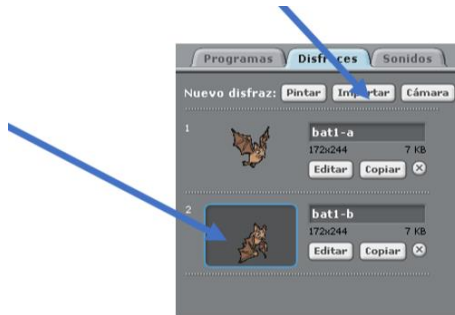 Programas Disfraces Sonidos
Nuevo disfraz: Pintar Importar Cámara
1
bat1-a
172x244 7 KB
Editar Copiar
2
bat1-b
172x244 7 KB
Editar Copiar